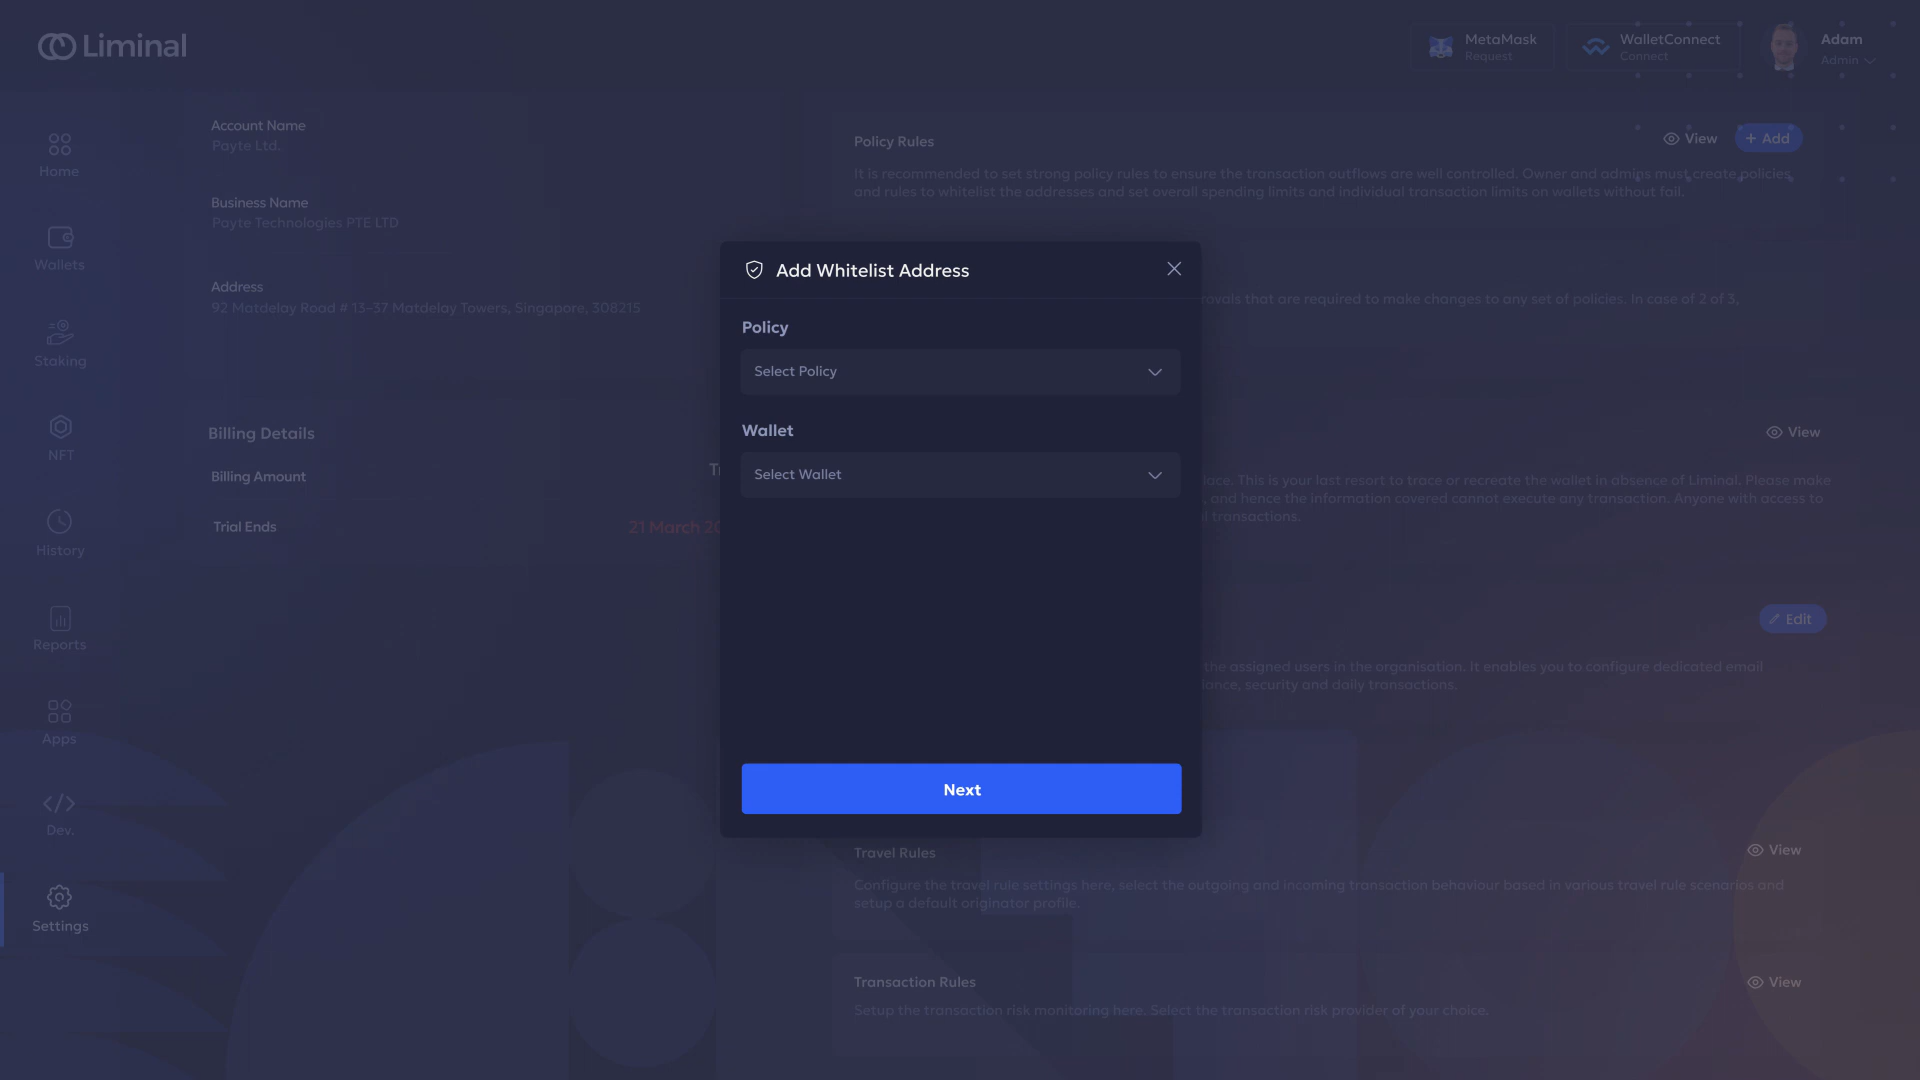 Liminal
MetaMask
Request
WalletConnect
Connect
Adam
Admin
Home
Wallets
Staking
NFT
History
Reports
Apps
Dev.
Settings
Account Name
Payte Ltd.
Business Name
Payte Technologies PTE LTD
Address
92 Matdelay Road # 13-37 Matdelay Towers, Singapore, 308215
Billing Details
Billing Amount
Trial Ends
21 March
Policy Rules
View
+ Add
It is recommended to set strong policy rules to ensure the transaction outflows are well controlled. Owner and admins must create policies
and rules to whitelist the addresses and set overall spending limits and individual transaction limits on wallets without fail.
Add Whitelist Address
Policy
Select Policy
Wallet
Select Wallet
Next
that are required to make changes to any set of policies. In case of 2 of 3,
View
This is your last resort to trace or recreate the wallet in absence of Liminal. Please make
, and hence the information covered cannot execute any transaction. Anyone with access to
transactions.
Edit
the assigned users in the organisation. It enables you to configure dedicated email
security and daily transactions.
Travel Rules
View
Configure the travel rule settings here, select the outgoing and incoming transaction behaviour based in various travel rule scenarios and
setup a default originator profile.
Transaction Rules
View
Setup the transaction risk monitoring here. Select the transaction risk provider of your choice.